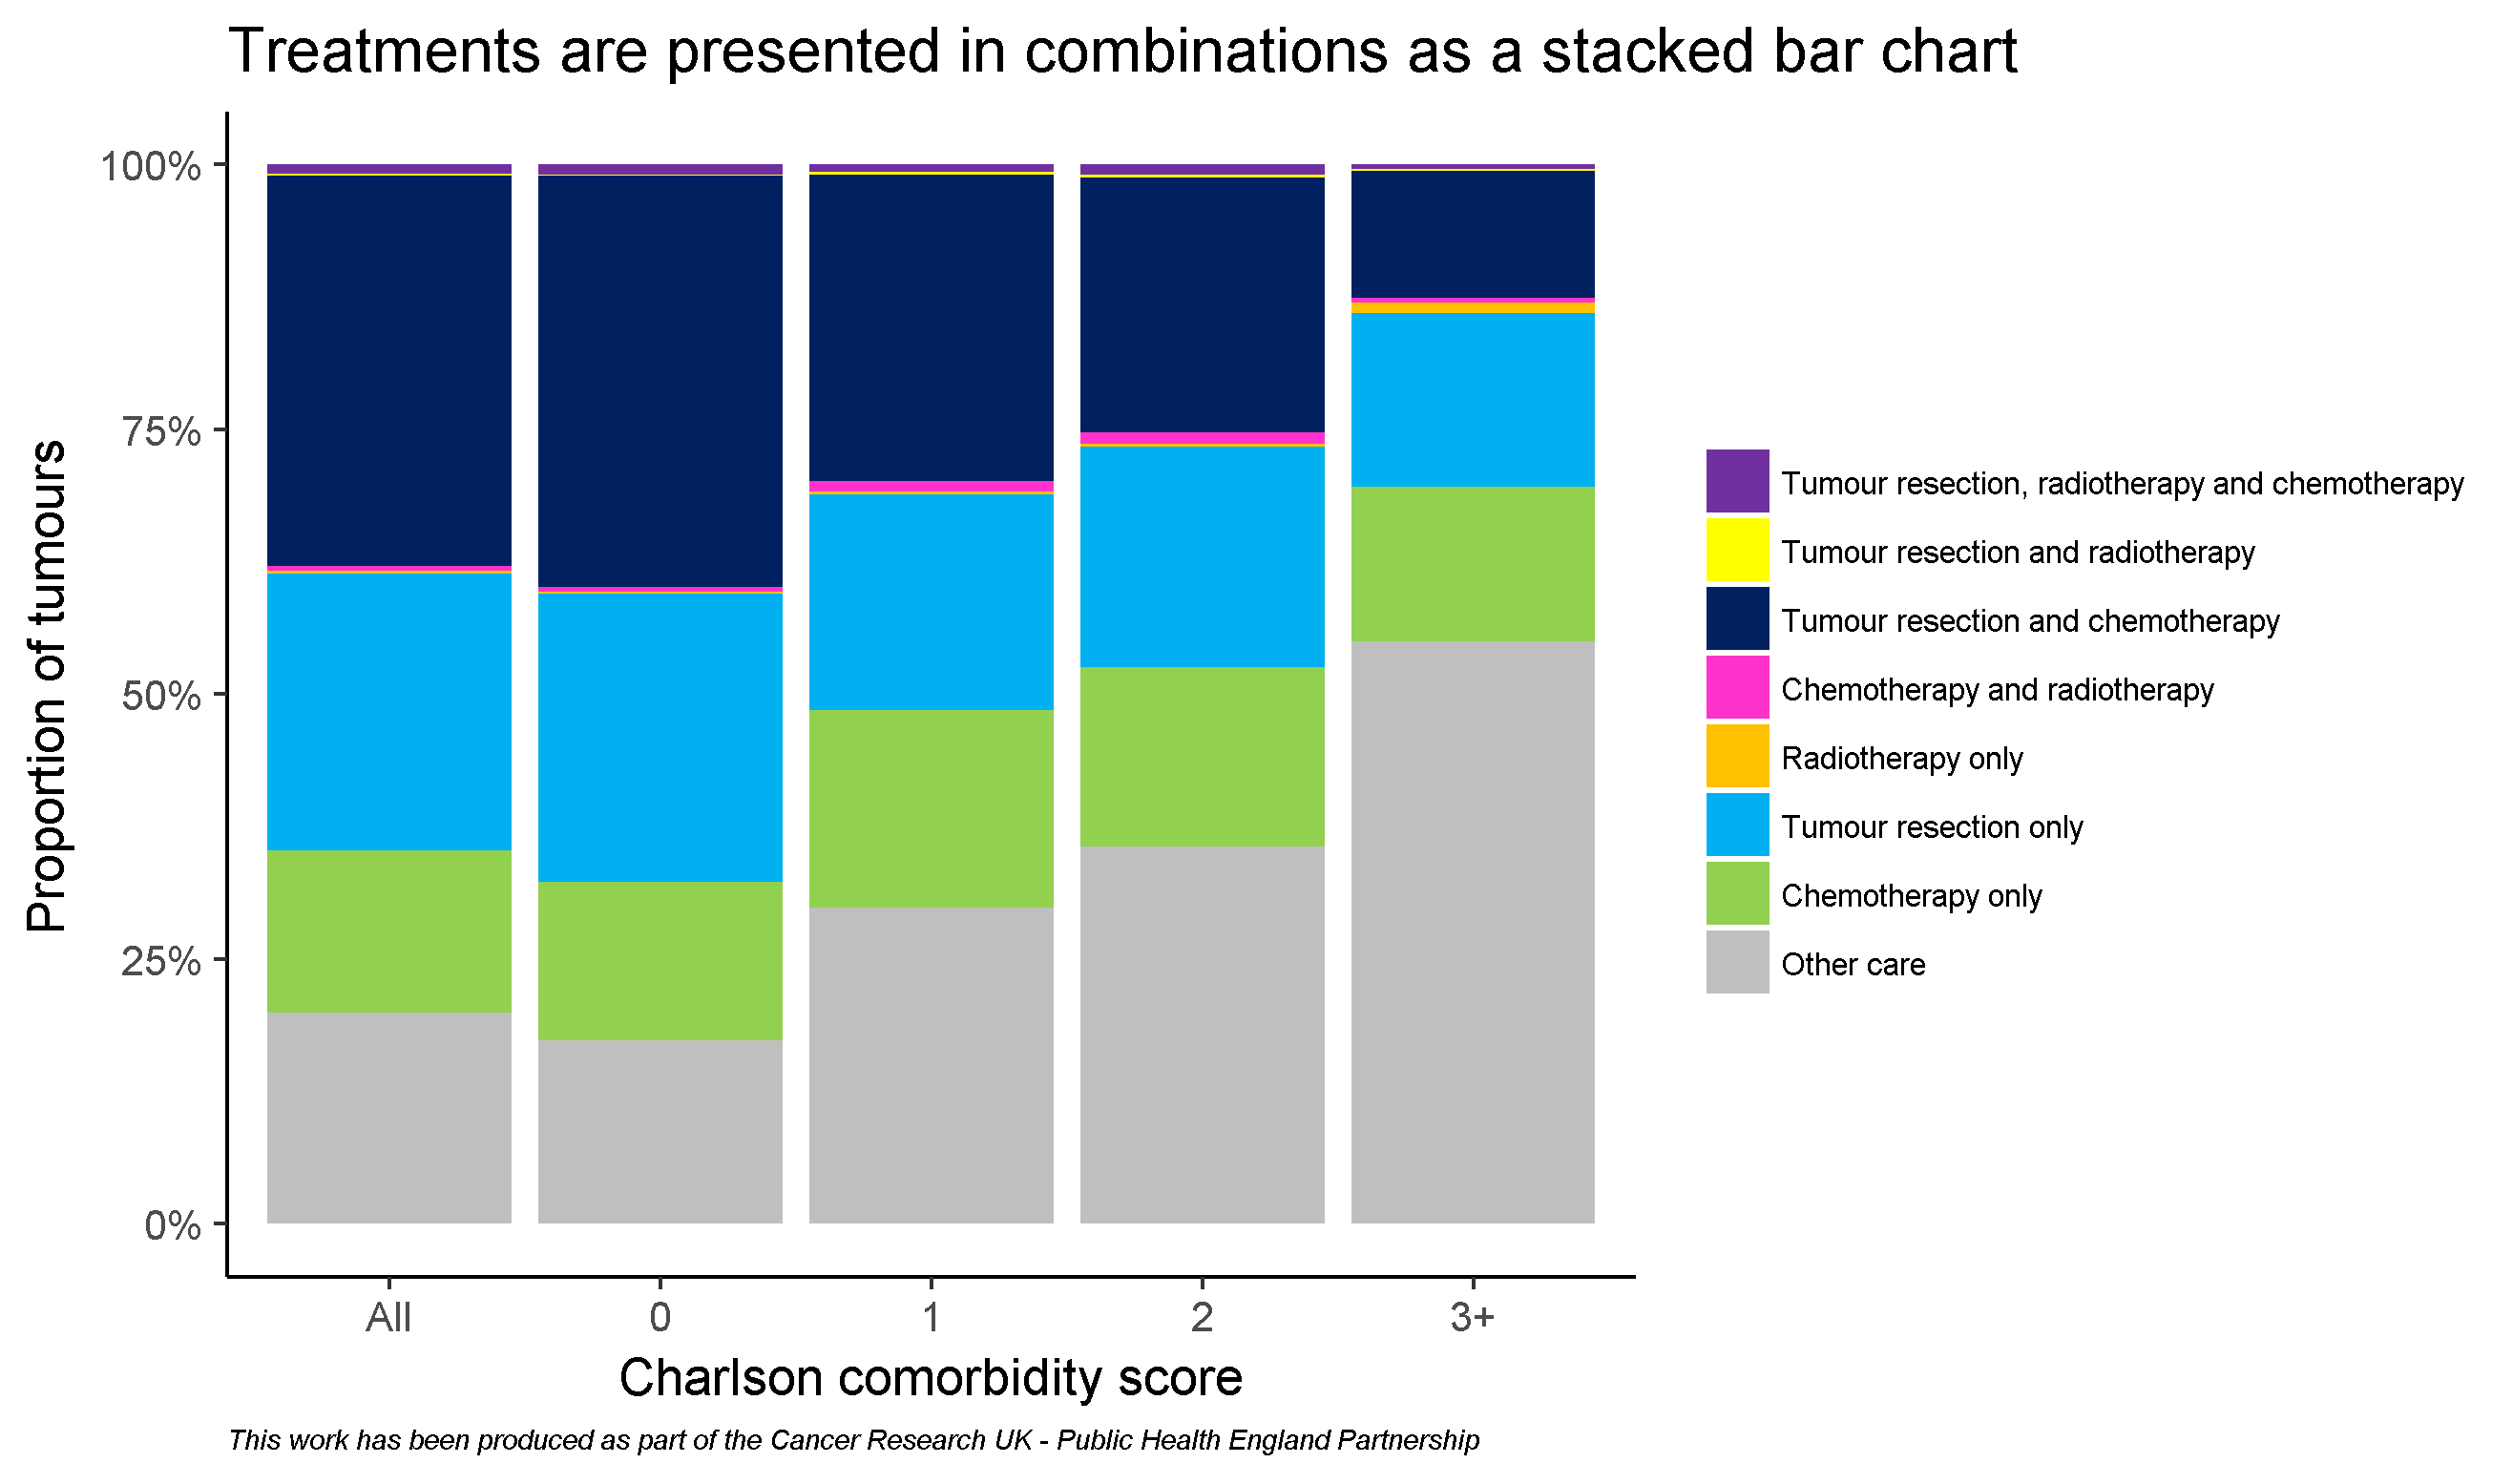 Treatments are presented in combinations as a stacked bar chart
Proportion of tumours
100%
75%
50%
25%
0%
All
0
1
2
3+
Charlson comorbidity score
Tumour resection, radiotherapy and chemotherapy
Tumour resection and radiotherapy
Tumour resection and chemotherapy
Chemotherapy and radiotherapy
Radiotherapy only
Tumour resection only
Chemotherapy only
Other care
This work has been produced as part of the Cancer Research UK - Public Health England Partnership